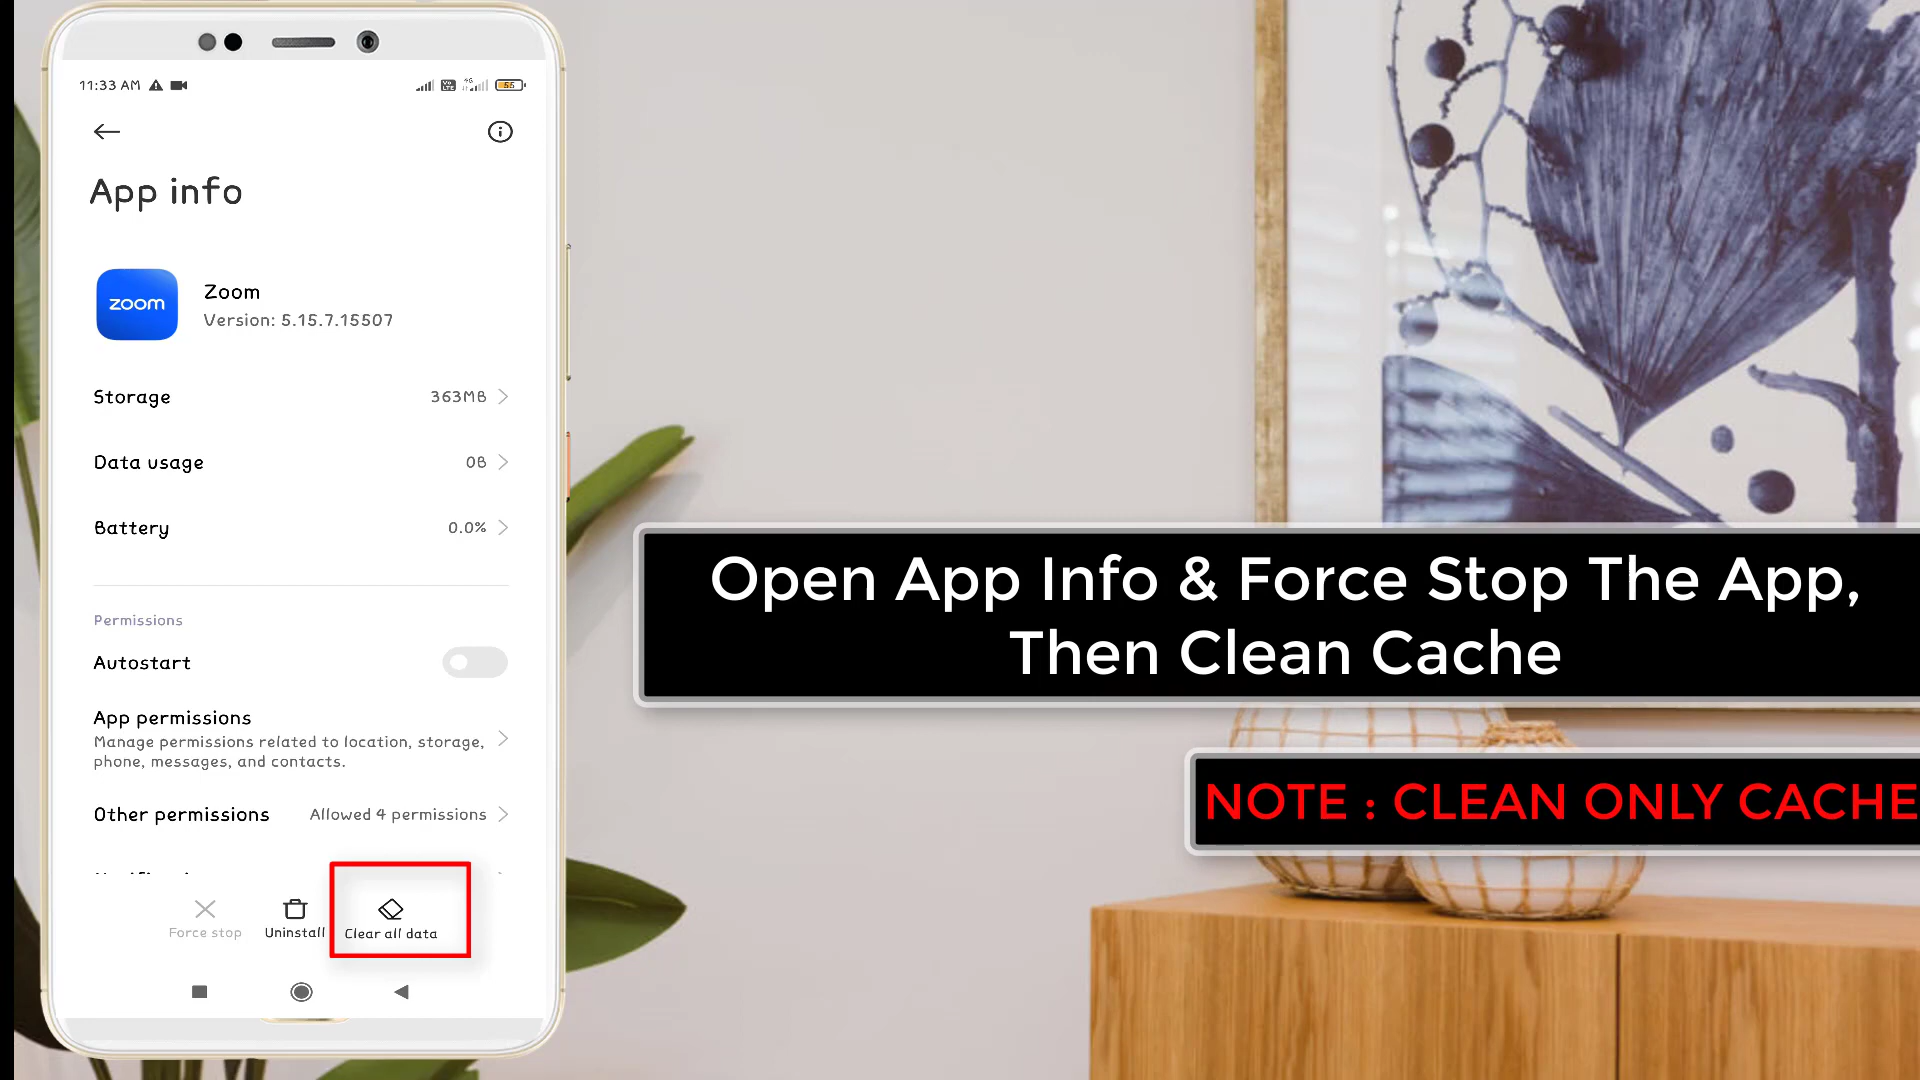 11:33 AM
4G
55
App info
zoom
Zoom
Version: 5.15.7.15507
Storage 363MB
Data usage 0B
Battery 0.0%
Permissions
Autostart
App permissions
Manage permissions related to location, storage,
phone, messages, and contacts.
Other permissions Allowed 4 permissions
Force stop Uninstall Clear all data
Open App Info & Force Stop The App,
Then Clean Cache
NOTE : CLEAN ONLY CACHE